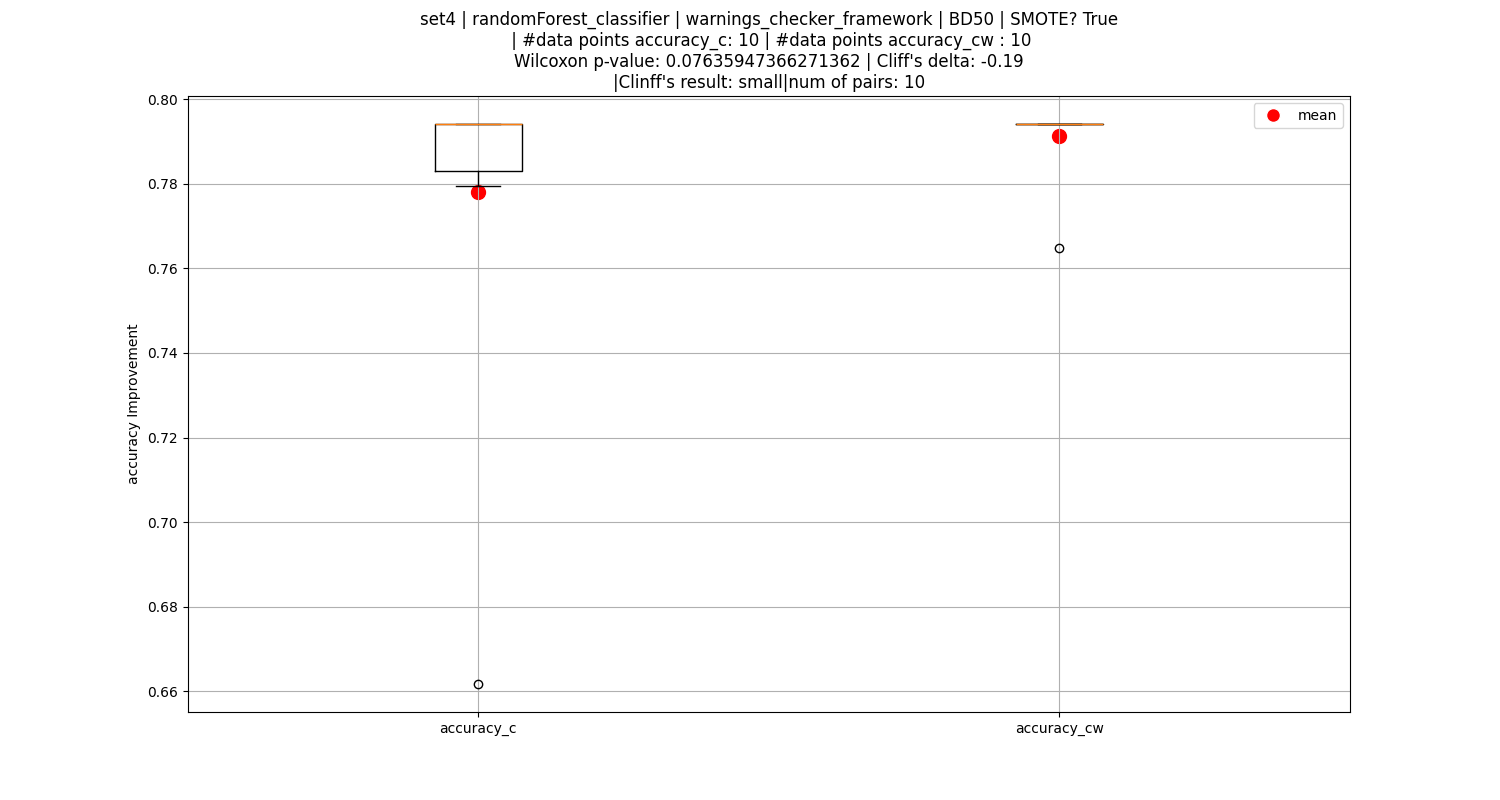 set4 | randomForest_classifier | warnings_checker_framework | BD50 | SMOTE? True
| #data points accuracy_c: 10 | #data points accuracy_cw : 10
Wilcoxon p-value: 0.07635947366271362 | Cliff's delta: -0.19
|Clinff's result: small|num of pairs: 10
mean
0.80
0.78
0.76
0.74
0.72
0.70
0.68
0.66
accuracy Improvement
accuracy_c
accuracy_cw